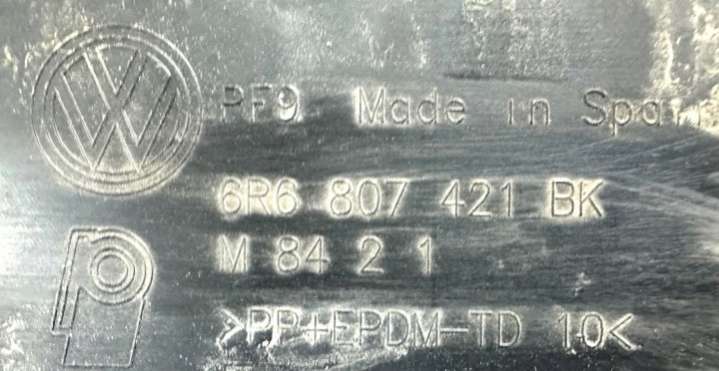 PF9 Made in Spain
6R6 807 421 BK
M 84 2 1
>PP+EPDM-TD 10<